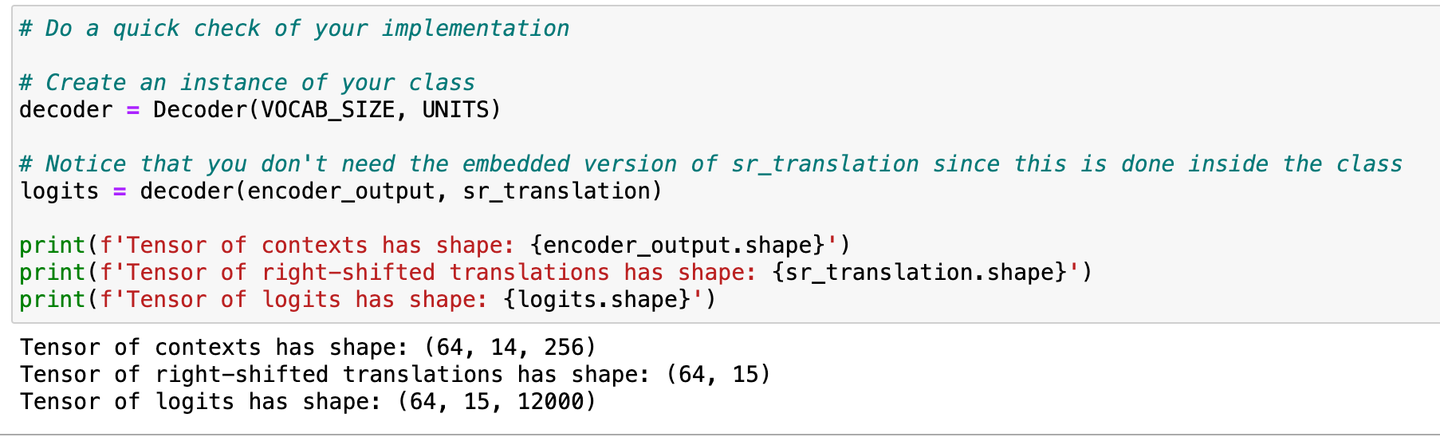 # Do a quick check of your implementation
# Create an instance of your class
decoder = Decoder(VOCAB_SIZE, UNITS)
# Notice that you don't need the embedded version of sr_translation since this is done inside the class
logits = decoder(encoder_output, sr_translation)
print(f'Tensor of contexts has shape: {encoder_output.shape}')
print(f'Tensor of right-shifted translations has shape: {sr_translation.shape}')
print(f'Tensor of logits has shape: {logits.shape}')
Tensor of contexts has shape: (64, 14, 256)
Tensor of right-shifted translations has shape: (64, 15)
Tensor of logits has shape: (64, 15, 12000)